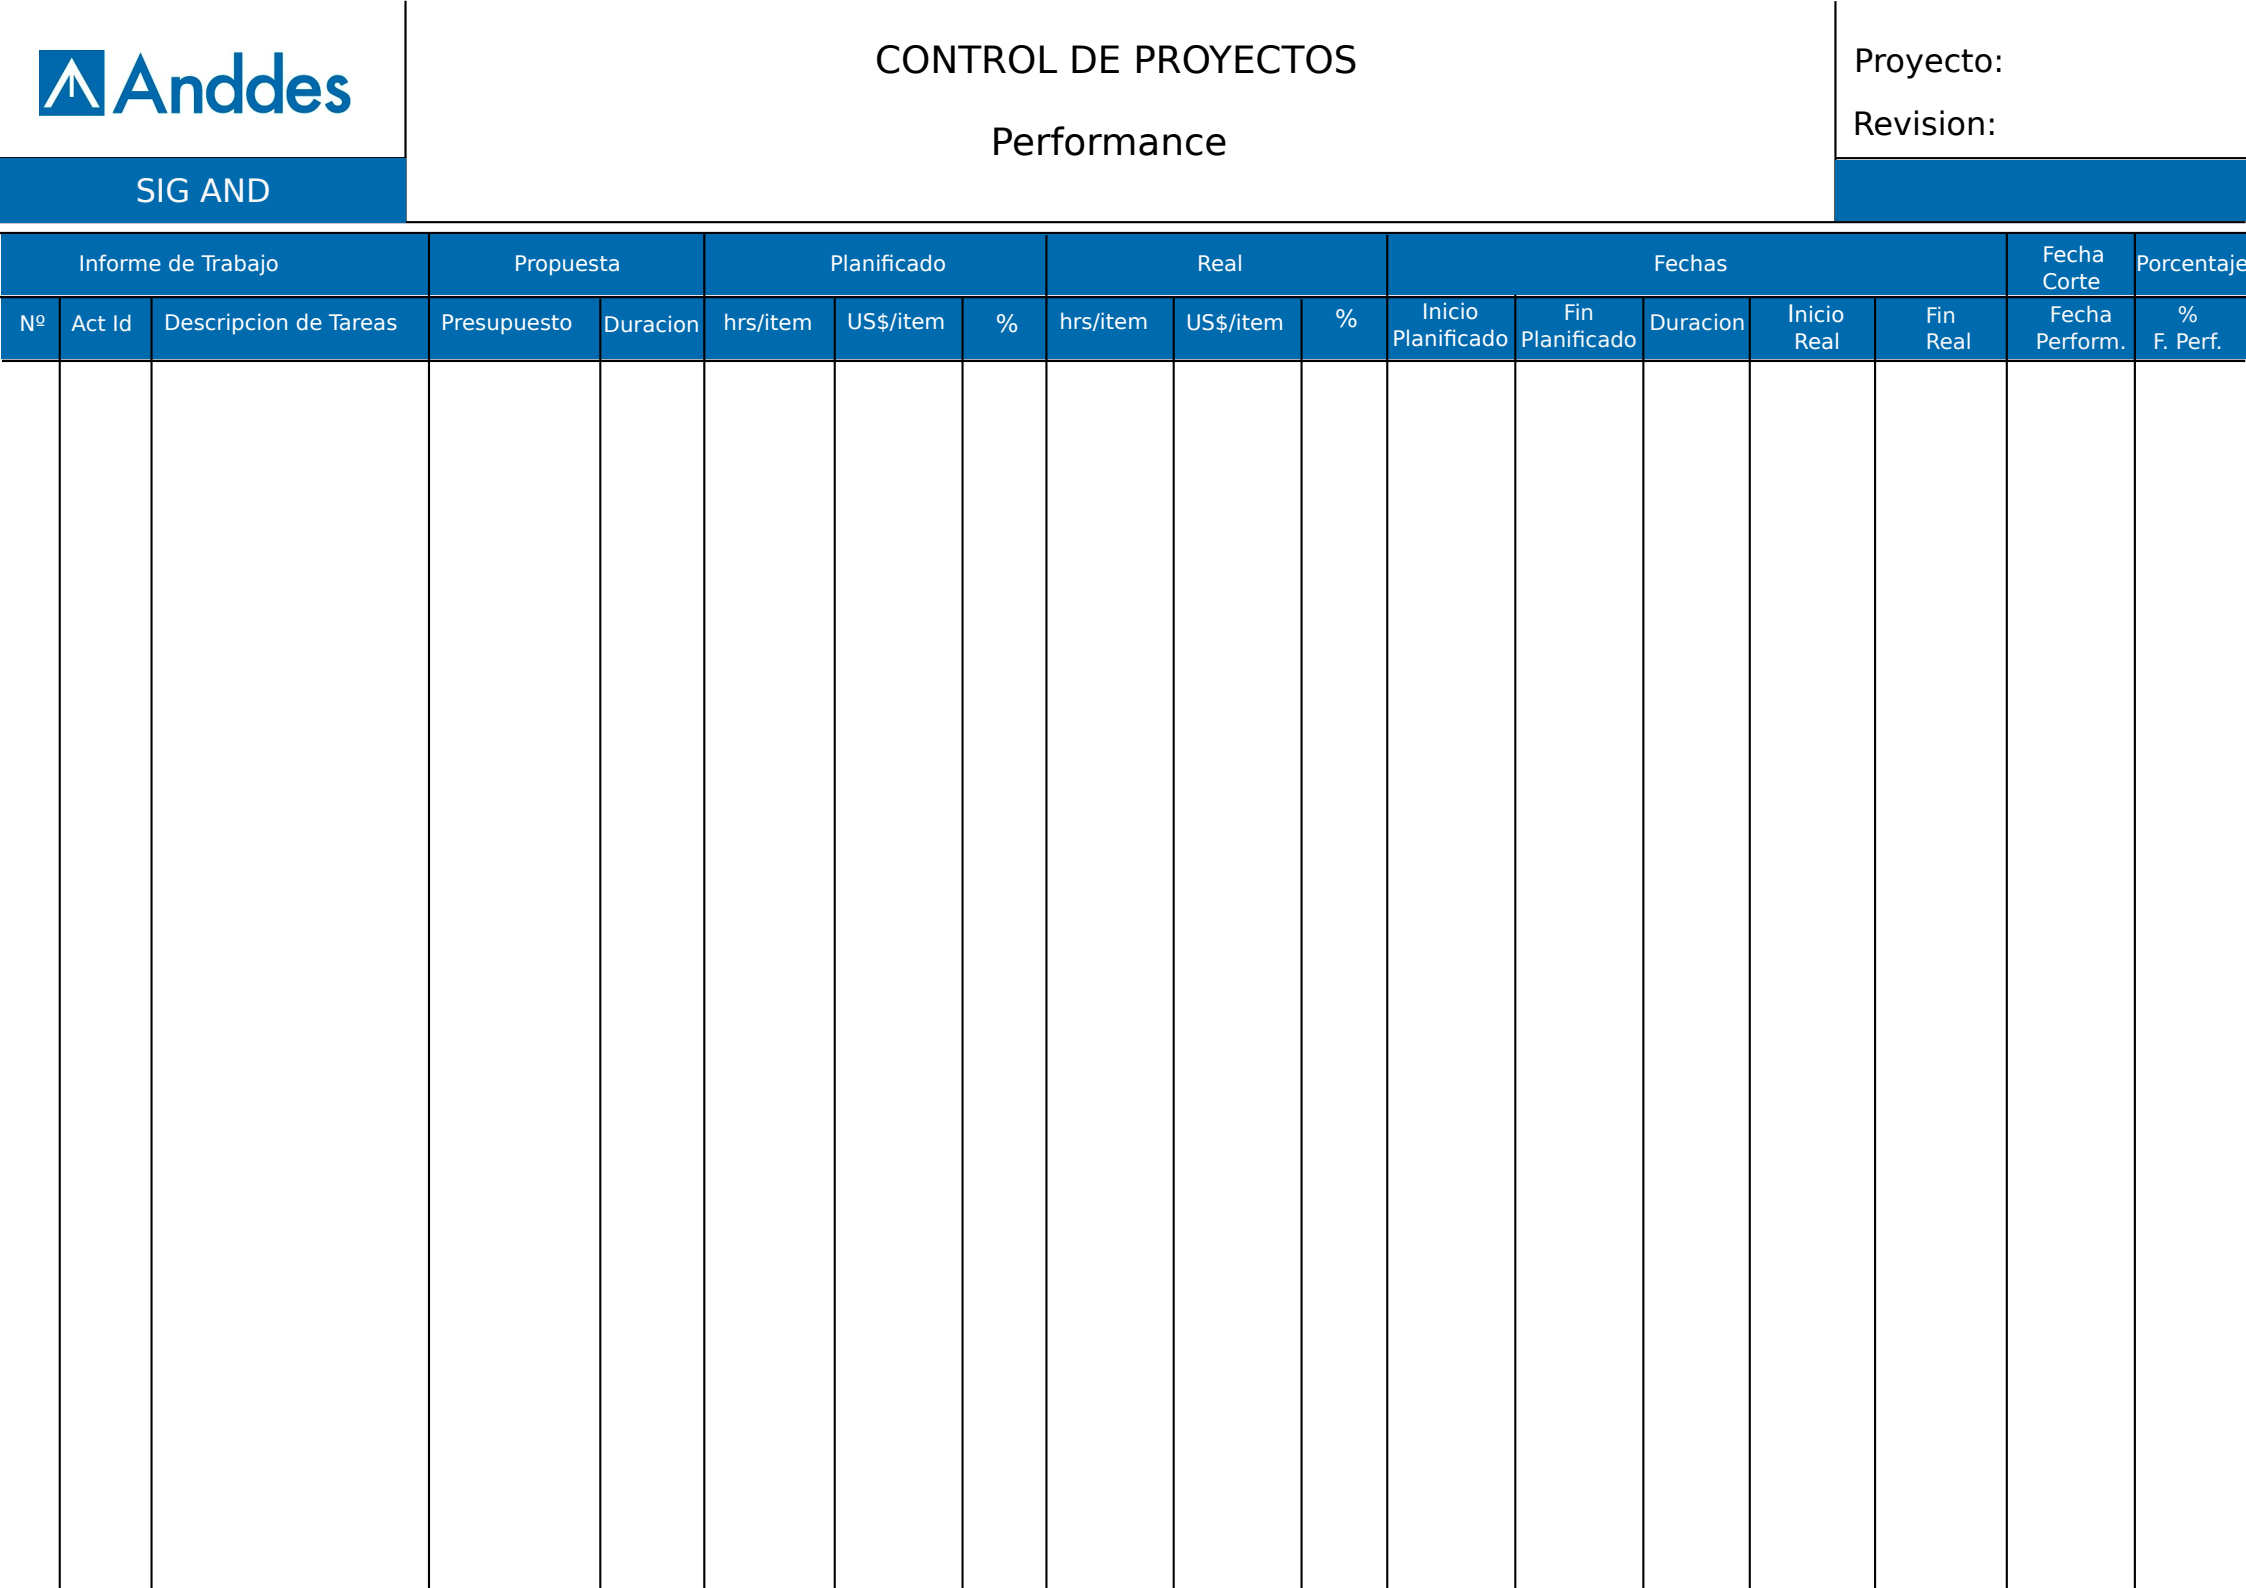 Anddes
CONTROL DE PROYECTOS
Performance
Proyecto:
Revision:
SIG AND
Informe de Trabajo
Propuesta
Planificado
Real
Fechas
Fecha
Corte
Porcentaje
Nº
Act Id
Descripcion de Tareas
Presupuesto
Duracion
hrs/item
US$/item
%
hrs/item
US$/item
%
Inicio
Planificado
Fin
Planificado
Duracion
Inicio
Real
Fin
Real
Fecha
Perform.
%
F. Perf.